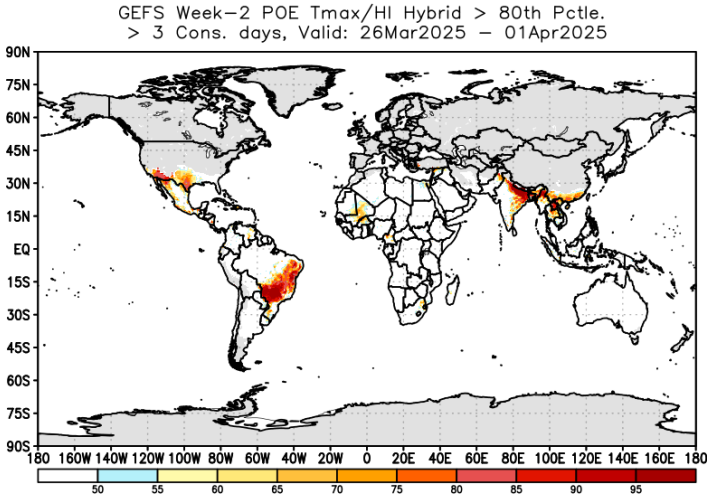 GEFS Week-2 POE Tmax/HI Hybrid > 80th Pctle.
> 3 Cons. days, Valid: 26Mar2025 - 01Apr2025
90N
75N
60N
45N
30N
15N
EQ
15S
30S
45S
60S
75S
90S
180 160W 140W 120W 100W 80W 60W 40W 20W 0 20E 40E 60E 80E 100E 120E 140E 160E 180
50 55 60 65 70 75 80 85 90 95